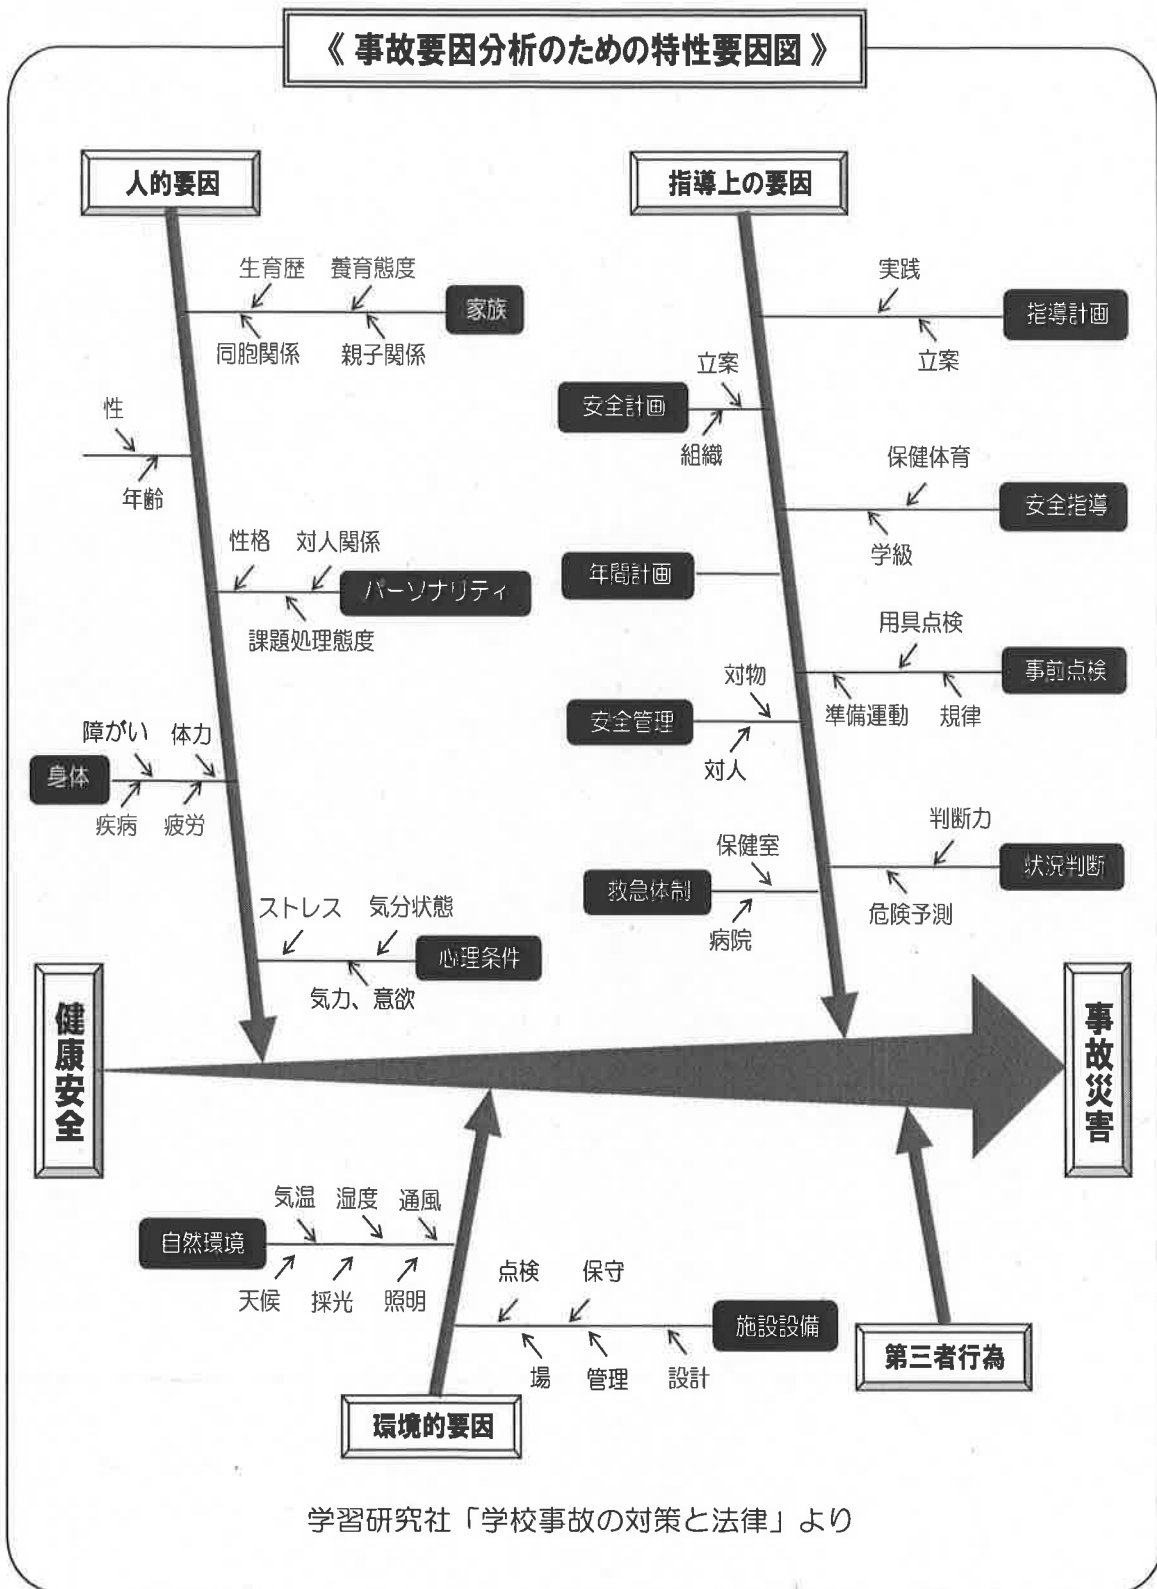 《 事故要因分析のための特性要因図 》
人的要因
指導上の要因
生育歴 養育態度
家族
同胞関係 親子関係
性
年齢
性格 対人関係
パーソナリティ
課題処理態度
障がい 体力
身体
疾病 疲労
ストレス 気分状態
心理条件
気力、意欲
実践
指導計画
立案
立案
安全計画
組織
保健体育
安全指導
学級
年間計画
用具点検
事前点検
準備運動 規律
対物
安全管理
対人
判断力
状況判断
危険予測
保健室
救急体制
病院
健康安全
事故災害
気温 湿度 通風
自然環境
天候 採光 照明
点検 保守
施設設備
場 管理 設計
第三者行為
環境的要因
学習研究社「学校事故の対策と法律」より